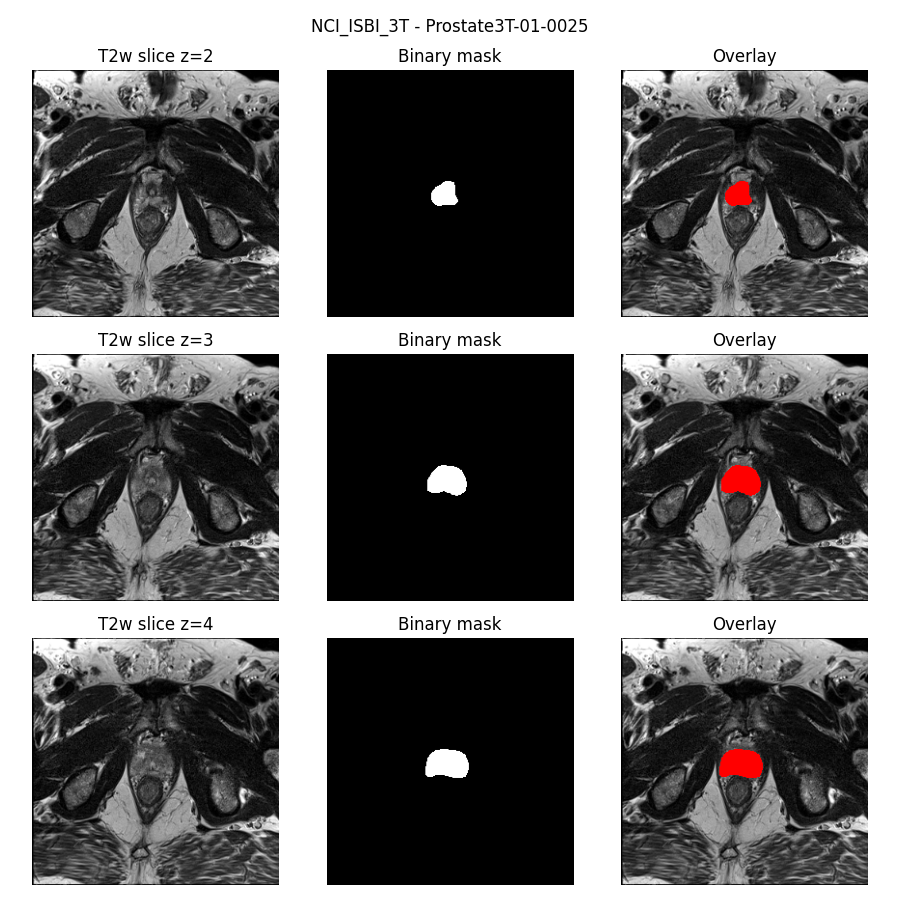 NCI_ISBI_3T - Prostate3T-01-0025
T2w slice z=2
Binary mask
Overlay
T2w slice z=3
Binary mask
Overlay
T2w slice z=4
Binary mask
Overlay